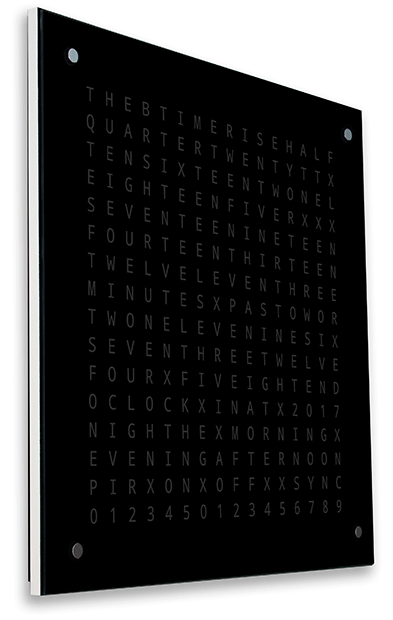 THEBTIMERISEHALF
QUARTERTWENTYTTX
TENSIXTEENTWONEL
EIGHTEENFIVERXXX
SEVENTEENINETEEN
FOURTEENTHIRTEEN
TWELVELEVENTHREE
MINUTESXPASTOWOR
TWONELEVENINESIX
SEVENTHREETWELVE
FOURXFIVEIGHTEND
OCLOCKXINATX2017
NIGHTHEXMORNINGX
EVENINGAFTERNOON
PIRXONXOFFXXSYNC
0123450123456789